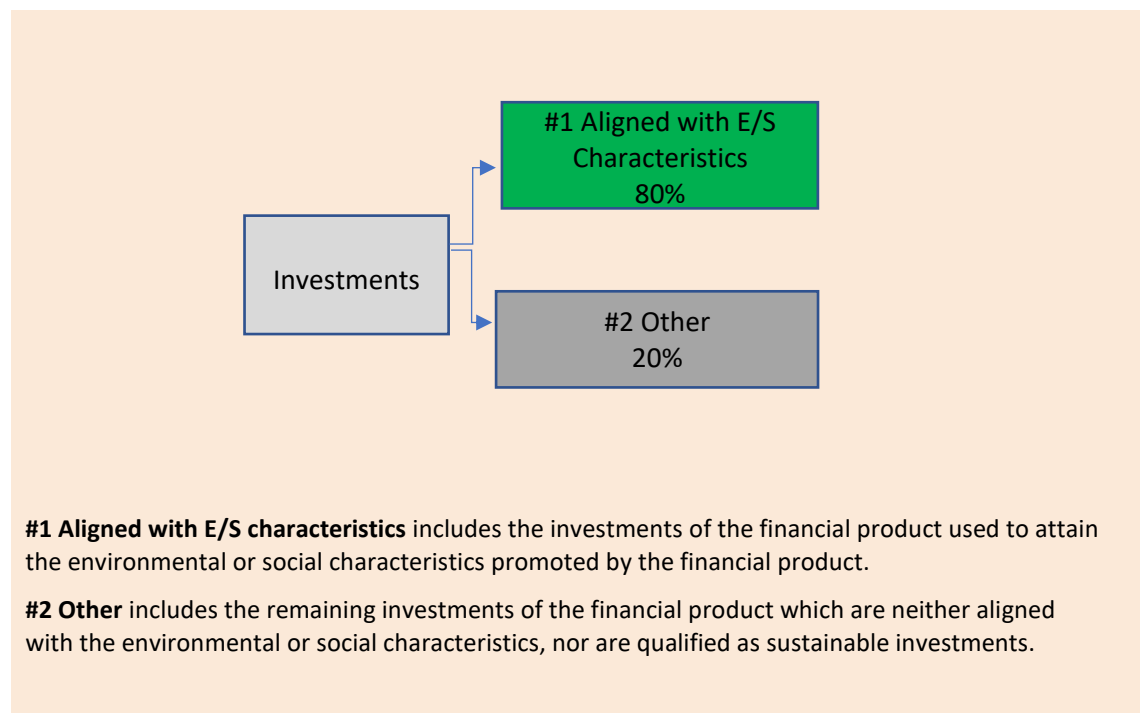 #1 Aligned with E/S
Characteristics
80%
Investments
#2 Other
20%
#1 Aligned with E/S characteristics includes the investments of the financial product used to attain
the environmental or social characteristics promoted by the financial product.
#2 Other includes the remaining investments of the financial product which are neither aligned
with the environmental or social characteristics, nor are qualified as sustainable investments.